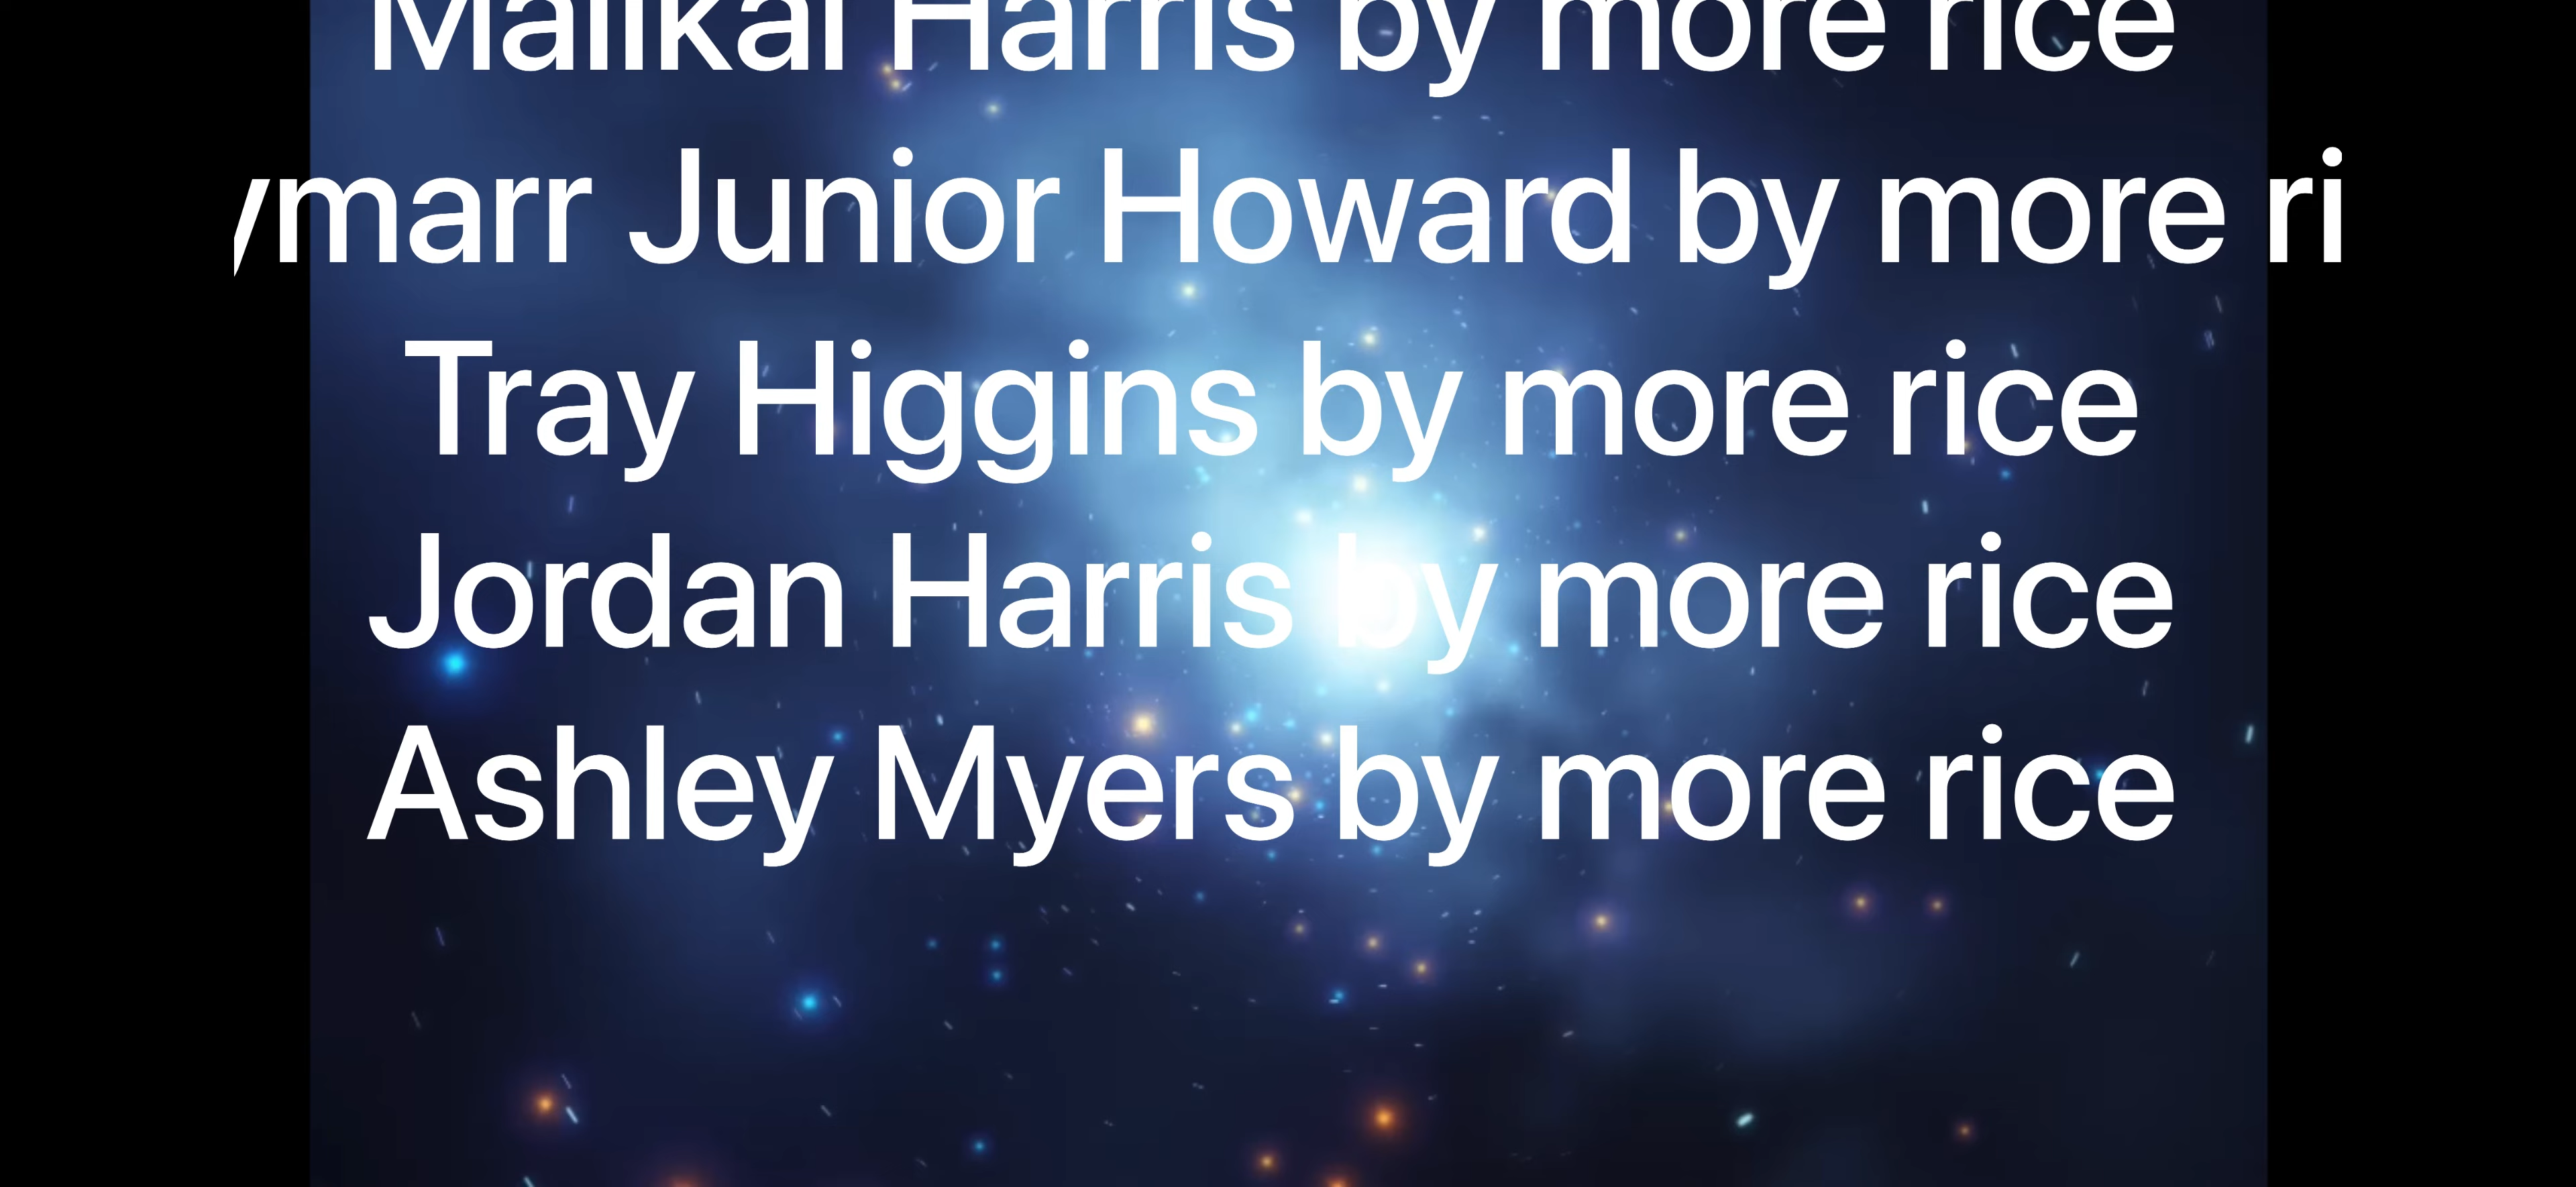 Malikai Harris by more rice
Junior Howard by more
Tray Higgins by more rice
Jordan Harris by more rice
Ashley Myers by more rice